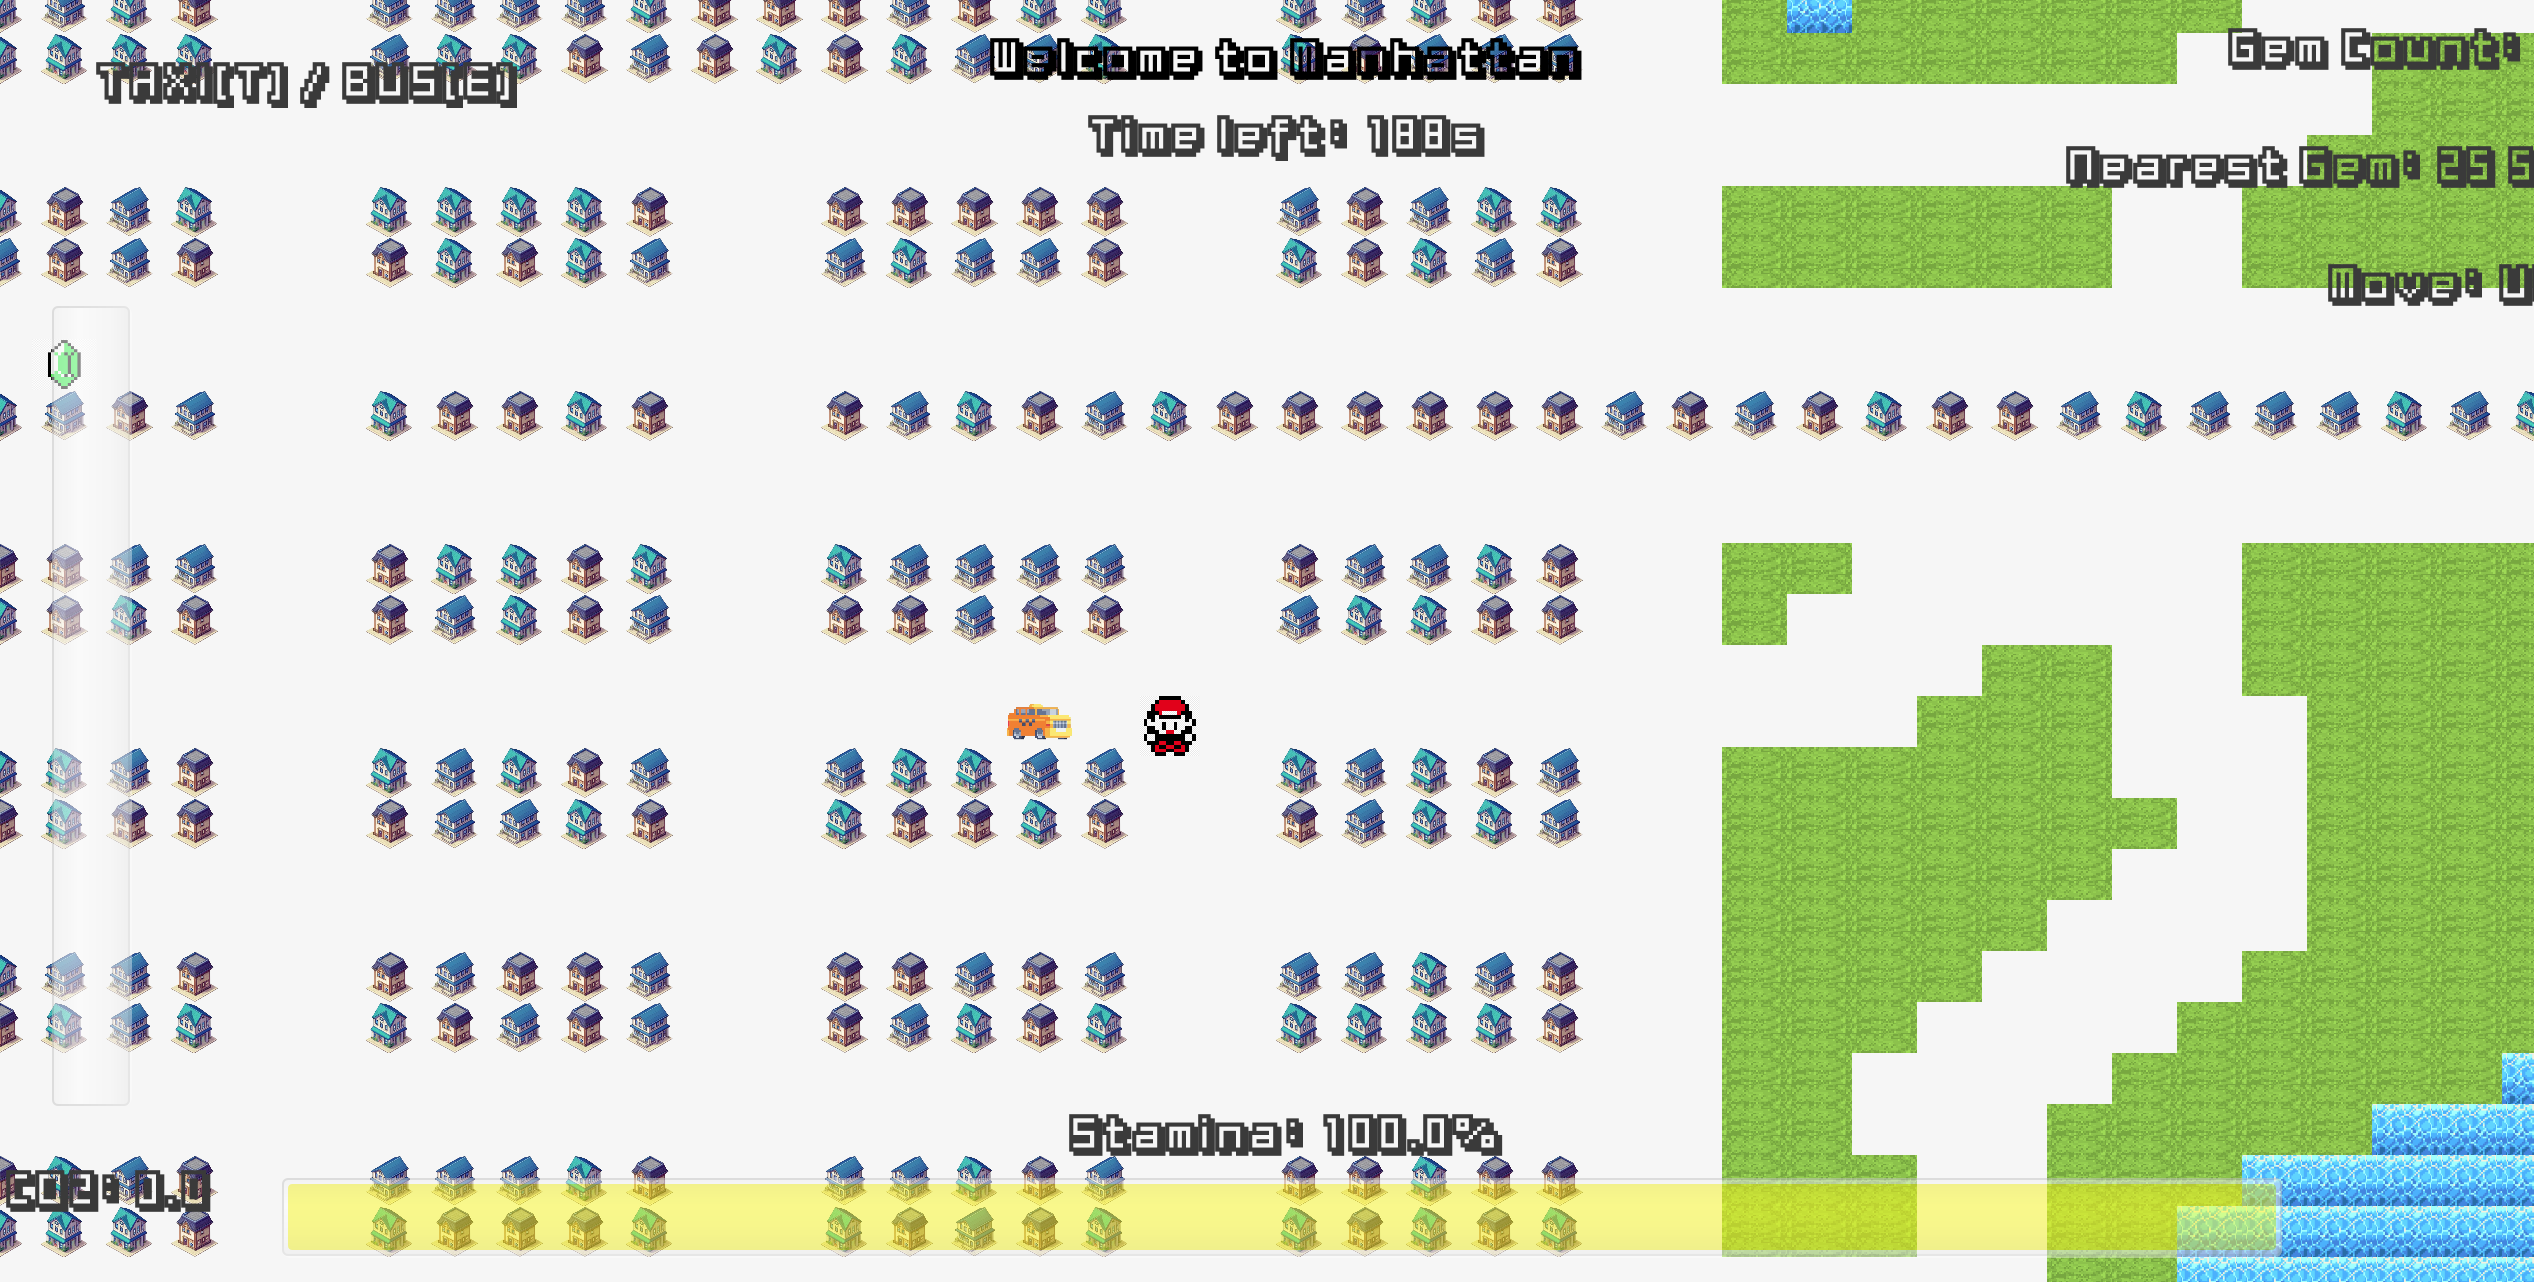 Welcome to Manhattan
Gem Count:
TAXI[T] / BUS[E]
Time left: 188s
Nearest Gem: 25
Move:
Stamina: 100.0%
CO2: 0.0